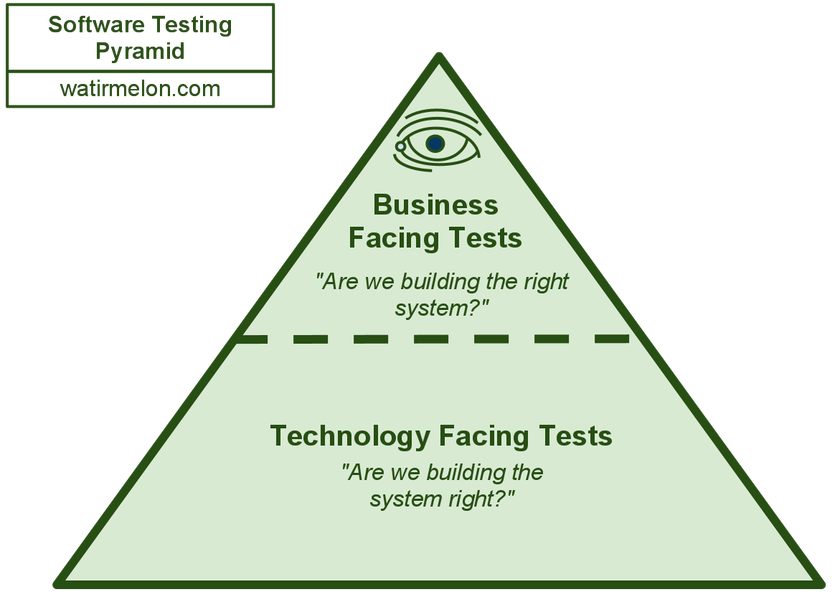 Software Testing
Pyramid
watirmelon.com
Business
Facing Tests
"Are we building the right
system?"
Technology Facing Tests
"Are we building the
system right?"